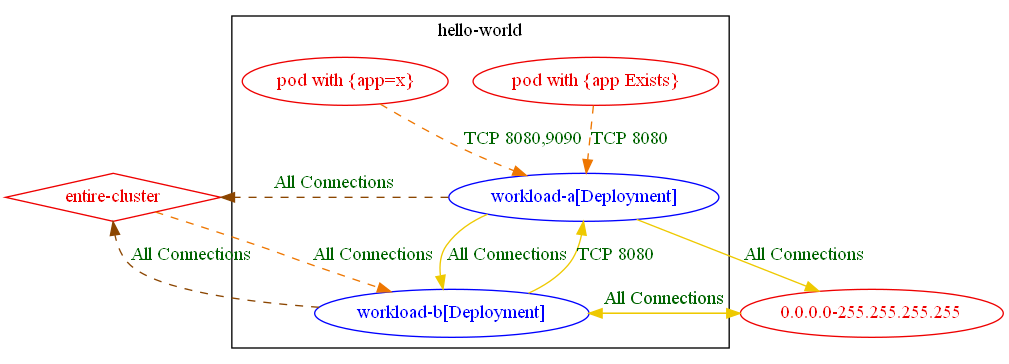 hello-world
pod with {app=x}
pod with {app Exists}
TCP 8080,9090
TCP 8080
All Connections
entire-cluster
workload-a[Deployment]
All Connections
All Connections
All Connections
TCP 8080
All Connections
All Connections
workload-b[Deployment]
0.0.0.0-255.255.255.255